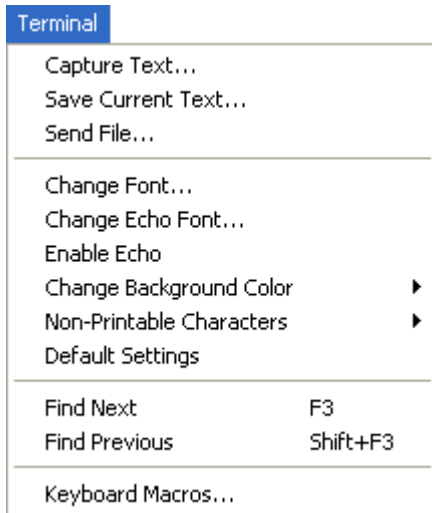 Terminal
Capture Text...
Save Current Text...
Send File...
Change Font...
Change Echo Font...
Enable Echo
Change Background Color
Non-Printable Characters
Default Settings
Find Next F3
Find Previous Shift+F3
Keyboard Macros...